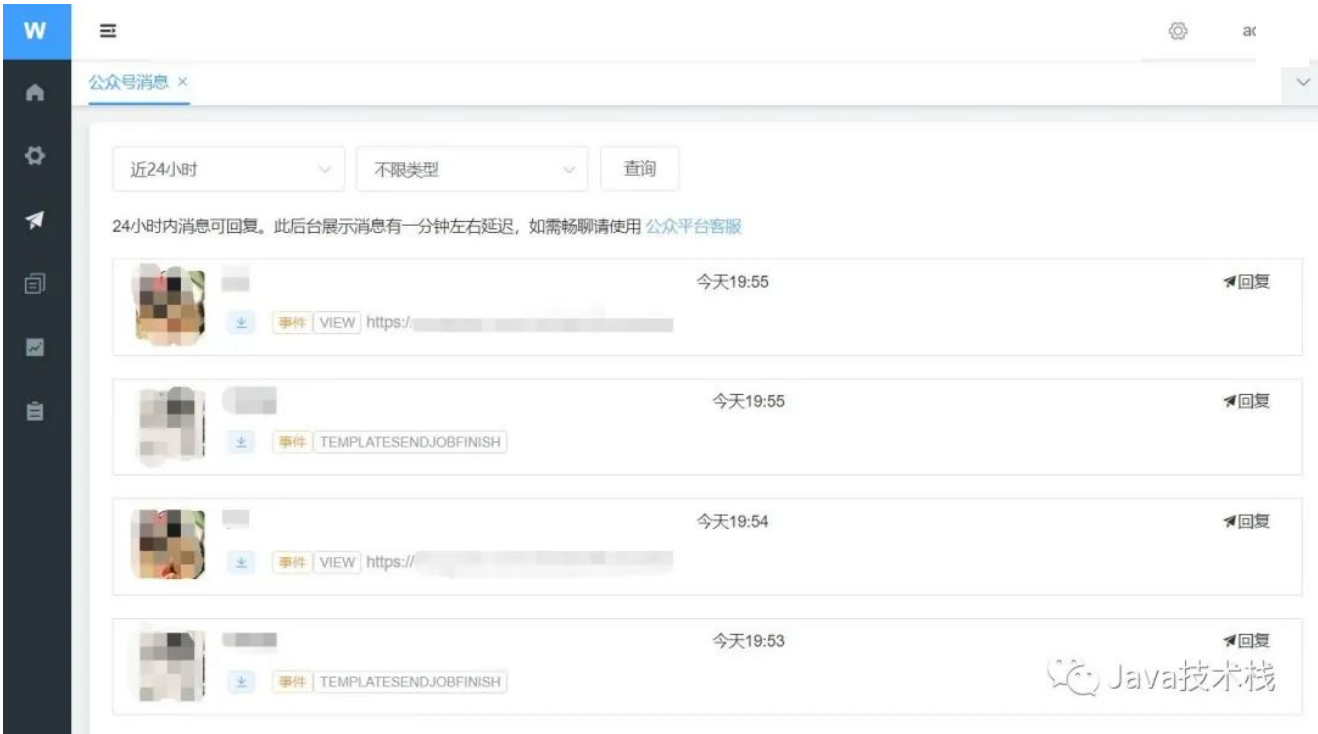 W
公众号消息 ×
近24小时 不限类型 查询
24小时内消息可回复。此后台展示消息有一分钟左右延迟，如需畅聊请使用 公众平台客服
今天19:55 回复
事件 VIEW https:/
今天19:55 回复
事件 TEMPLATESENDJOBFINISH
今天19:54 回复
事件 VIEW https://
今天19:53 回复
事件 TEMPLATESENDJOBFINISH
Java技术栈